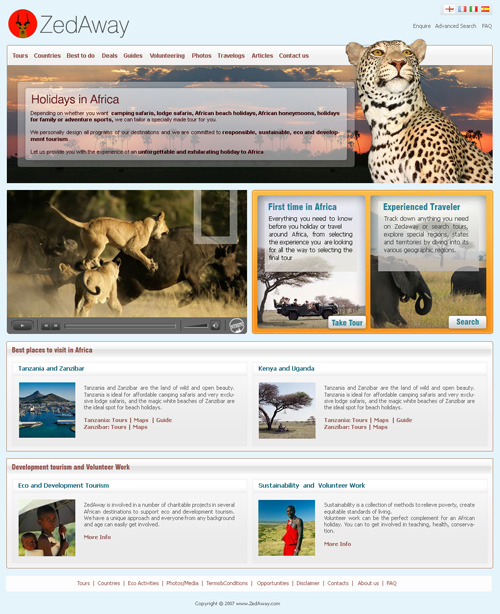 ZedAway
Enquire Advanced Search FAQ
Tours Countries Best to do Deals Guides Volunteering Photos Travelogs Articles Contact us
Holidays in Africa
Depending on whether you want camping safaris, lodge safaris, African beach holidays, African honeymoons, holidays
for family or adventure sports, we can tailor a specially made tour for you.
We personally design all programs of our destinations and we are committed to responsible, sustainable, eco and develop-
ment tourism
Let us provide you with the experience of an unforgettable and exhilarating holiday to Africa
First time in Africa
Everything you need to know
before you holiday or travel
around Africa, from selecting
the experience you are looking
for all the way to selecting the
final tour
Take Tour
Experienced Traveler
Track down anything you need
on Zedaway or search tours,
explore special regions, states
and territories by diving into its
various geographic regions.
Search
Best places to visit in Africa
Tanzania and Zanzibar
Tanzania and Zanzibar are the land of wild and open beauty.
Tanzania is ideal for affordable camping safaris and very exclu-
sive lodge safaris, and the magic white beaches of Zanzibar are
the ideal spot for beach holidays.
Tanzania: Tours | Maps | Guide
Zanzibar: Tours | Maps
Kenya and Uganda
Tanzania and Zanzibar are the land of wild and open beauty.
Tanzania is ideal for affordable camping safaris and very exclu-
sive lodge safaris, and the magic white beaches of Zanzibar are
the ideal spot for beach holidays.
Tanzania: Tours | Maps | Guide
Zanzibar: Tours | Maps
Development tourism and Volunteer Work
Eco and Development Tourism
ZedAway is involved in a number of charitable projects in several
African destinations to support eco and development tourism.
We have a unique approach and everyone from any background
and age can easily get involved.
More Info
Sustainability and Volunteer Work
Sustainability is a collection of methods to relieve poverty, create
equitable standards of living.
Volunteer work can be the perfect complement for an African
holiday. You can to get involved in teaching, health, conserva-
tion.
More Info
Tours | Countries | Eco Activities | Photos/Media | Terms&Conditions | Opportunities | Disclaimer | Contacts | About us | FAQ
Copyright © 2007 www.ZedAway.com